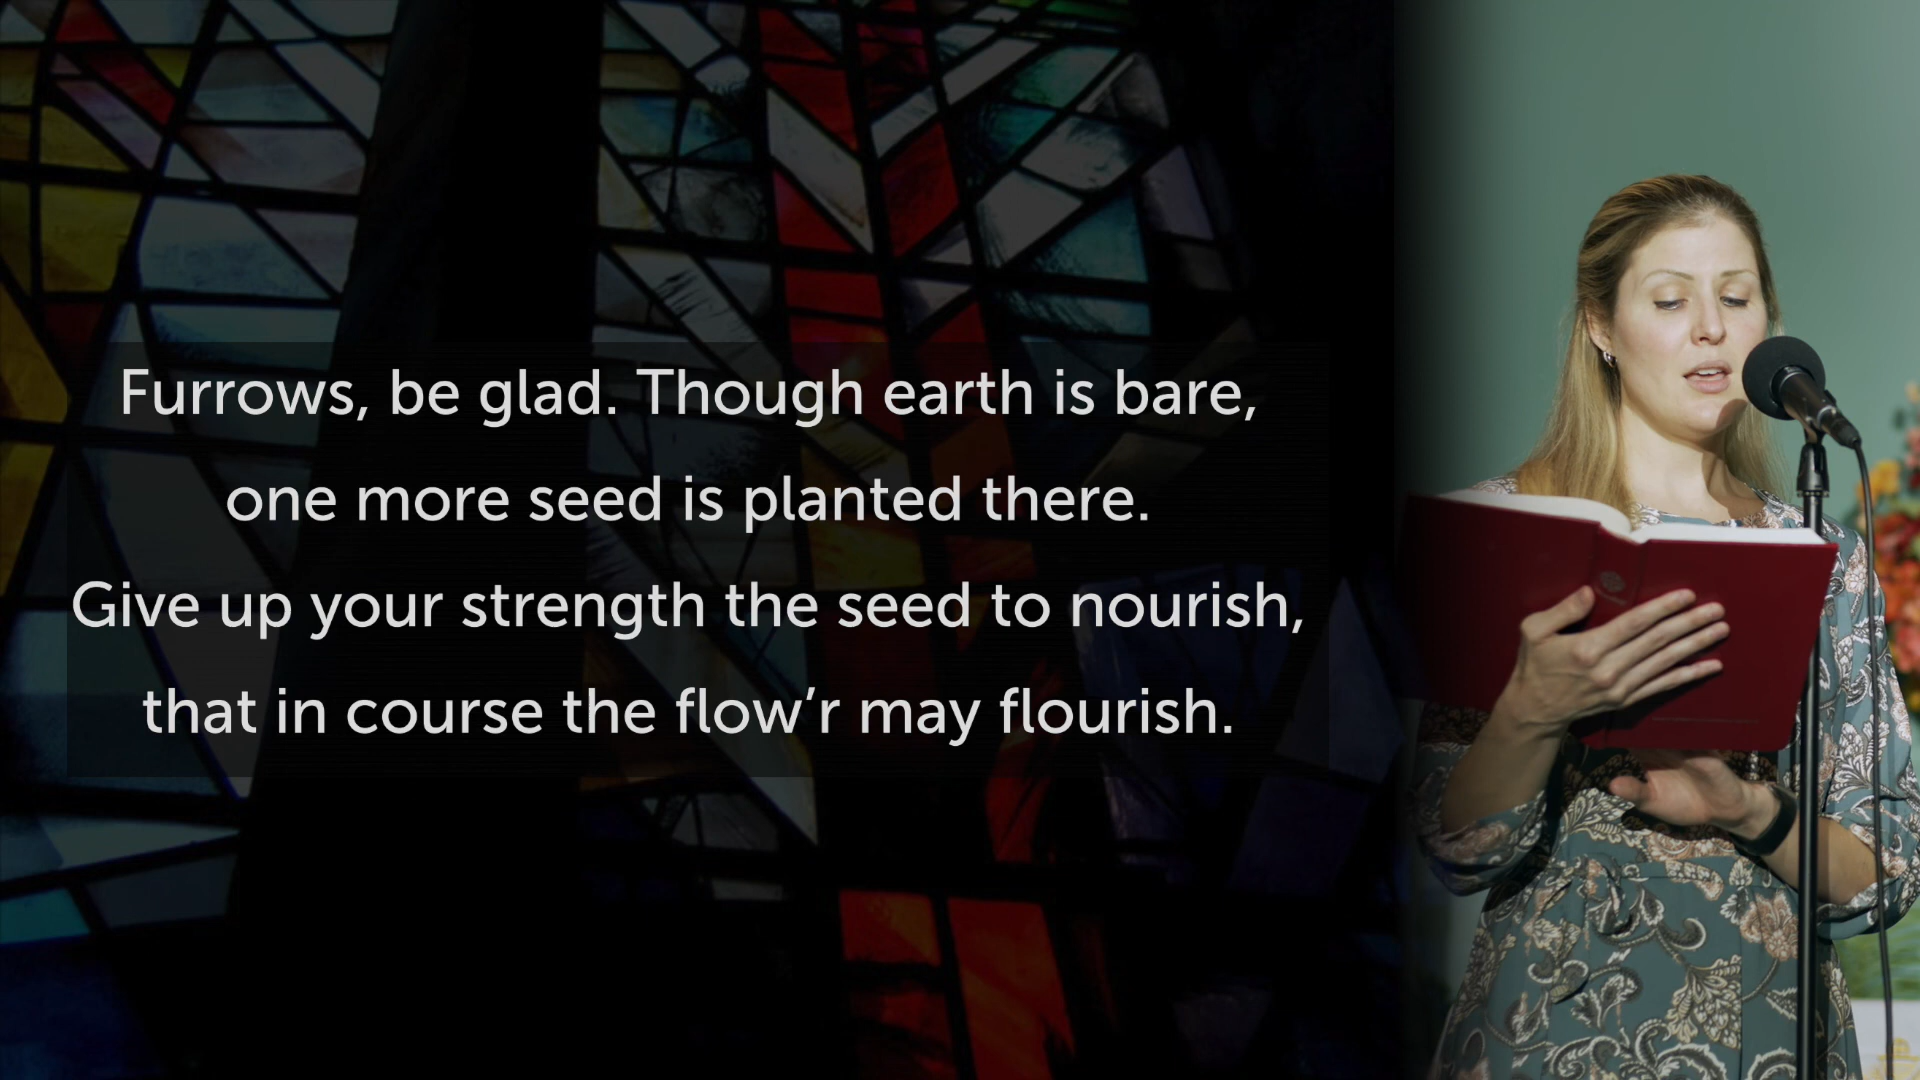 Furrows, be glad. Though earth is bare,
one more seed is planted there.
Give up your strength the seed to nourish,
that in course the flow’r may flourish.